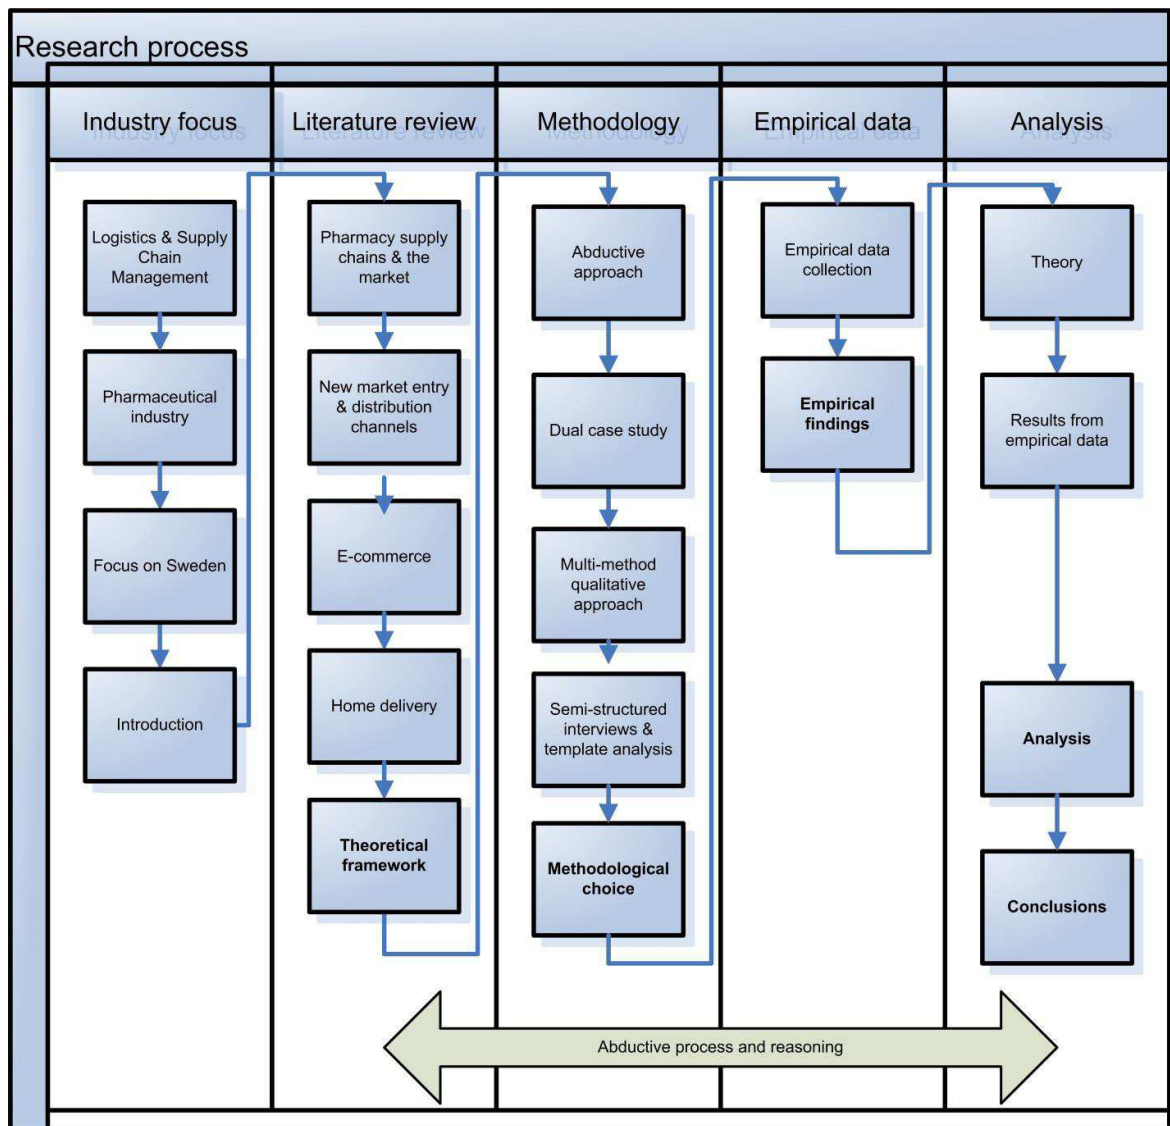 Research process
Industry focus
Literature review
Methodology
Empirical data
Analysis
Logistics & Supply
Chain
Management
Pharmaceutical
industry
Focus on Sweden
Introduction
Pharmacy supply
chains & the
market
New market entry
& distribution
channels
E-commerce
Home delivery
Theoretical
framework
Abductive
approach
Dual case study
Multi-method
qualitative
approach
Semi-structured
interviews &
template analysis
Methodological
choice
Empirical data
collection
Empirical
findings
Theory
Results from
empirical data
Analysis
Conclusions
Abductive process and reasoning